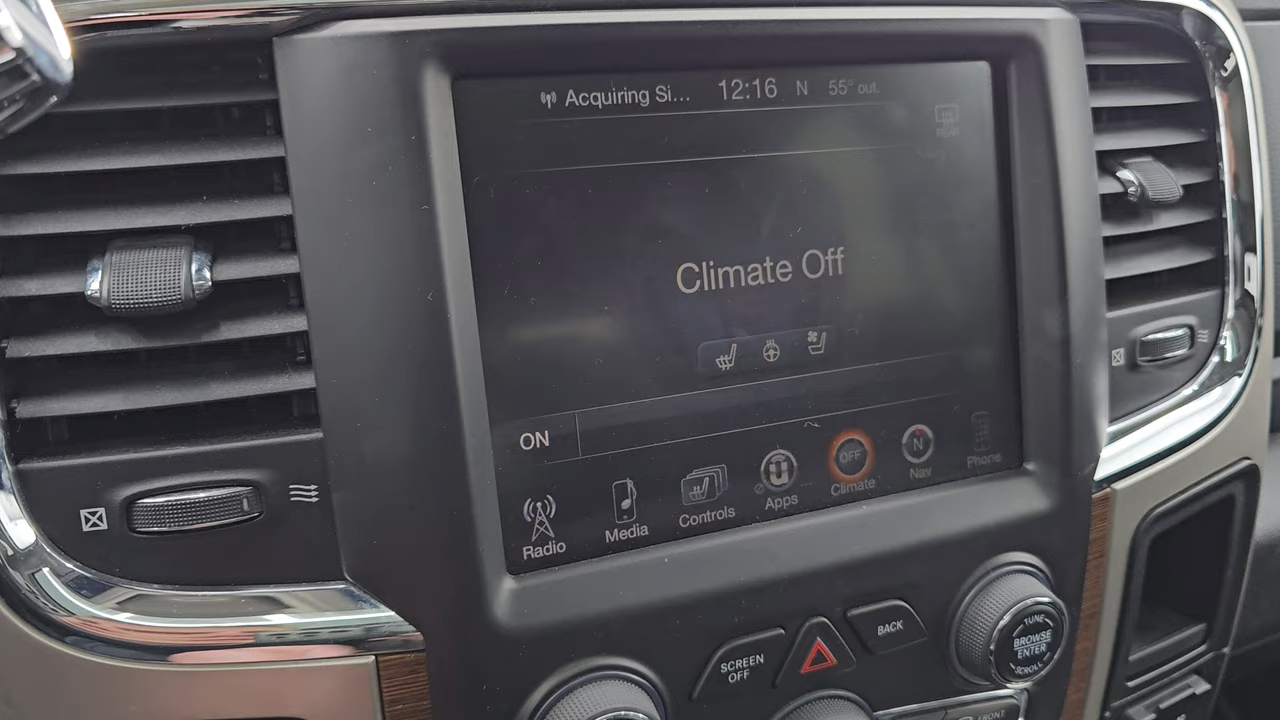 Acquiring Si... 12:16 N 55° out.
REAR
Climate Off
ON
Radio
Media
Controls
Apps
OFF
Climate
N
Nav
Phone
SCREEN
OFF
BACK
TUNE
BROWSE
ENTER
SCROLL
FRONT